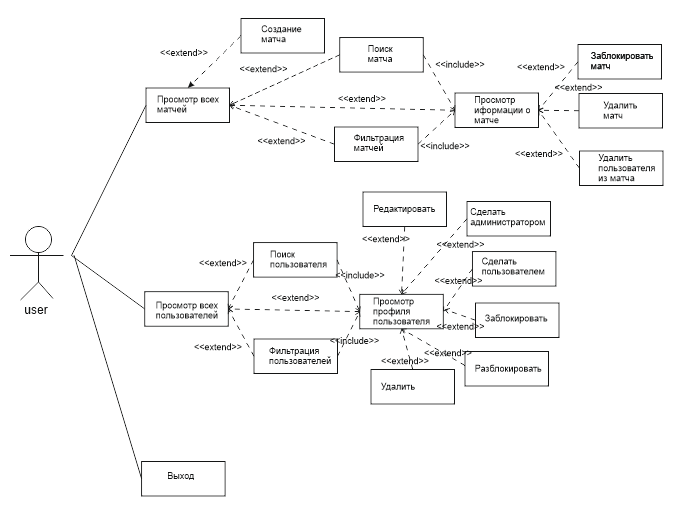 Создание
матча
<<extend>>
Поиск
матча
<<extend>>
<<include>>
Заблокировать
матч
<<extend>>
<<extend>>
Просмотр всех
матчей
<<extend>>
Просмотр
иформации о
матче
Удалить
матч
<<extend>>
Фильтрация
матчей
<<include>>
<<extend>>
Удалить
пользователя
из матча
Редактировать
<<extend>>
Сделать
администратором
<<extend>>
user
Поиск
пользователя
<<extend>>
<<include>>
Сделать
пользователем
<<extend>>
Просмотр всех
пользователей
<<extend>>
Просмотр
профиля
пользователя
Заблокировать
<<extend>>
<<extend>>
Фильтрация
пользователей
<<include>>
<<extend>>
<<extend>>
Разблокировать
Удалить
Выход